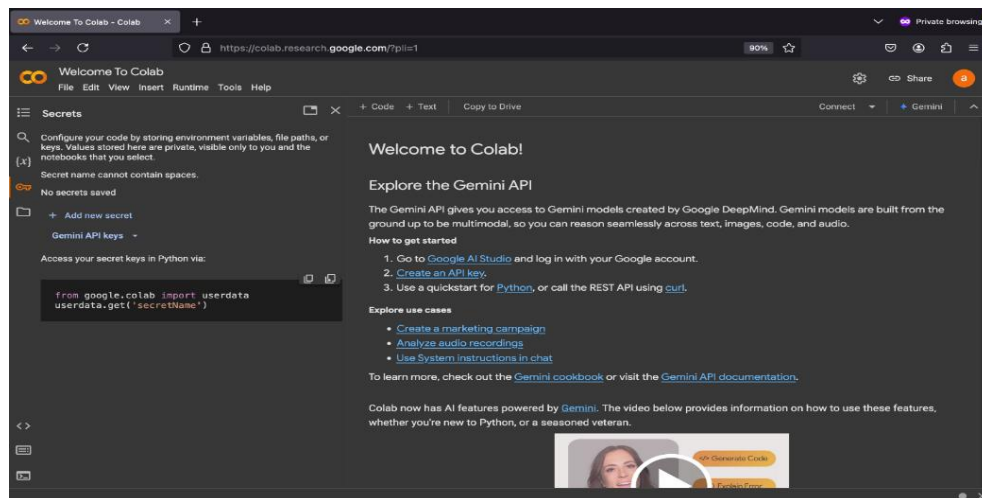 Welcome To Colab - Colab
Private browsing
https://colab.research.google.com/?pli=1
90%
Welcome To Colab
File Edit View Insert Runtime Tools Help
Share
a
Secrets
+ Code + Text Copy to Drive
Connect
Gemini
Configure your code by storing environment variables, file paths, or
keys. Values stored here are private, visible only to you and the
notebooks that you select.
Secret name cannot contain spaces.
No secrets saved
+ Add new secret
Gemini API keys
Access your secret keys in Python via:
from google.colab import userdata
userdata.get('secretName')
{x}
<>
Welcome to Colab!
Explore the Gemini API
The Gemini API gives you access to Gemini models created by Google DeepMind. Gemini models are built from the
ground up to be multimodal, so you can reason seamlessly across text, images, code, and audio.
How to get started
1. Go to Google AI Studio and log in with your Google account.
2. Create an API key.
3. Use a quickstart for Python, or call the REST API using curl.
Explore use cases
• Create a marketing campaign
• Analyze audio recordings
• Use System instructions in chat
To learn more, check out the Gemini cookbook or visit the Gemini API documentation.
Colab now has AI features powered by Gemini. The video below provides information on how to use these features,
whether you're new to Python, or a seasoned veteran.
</> Generate Code
Explain Error